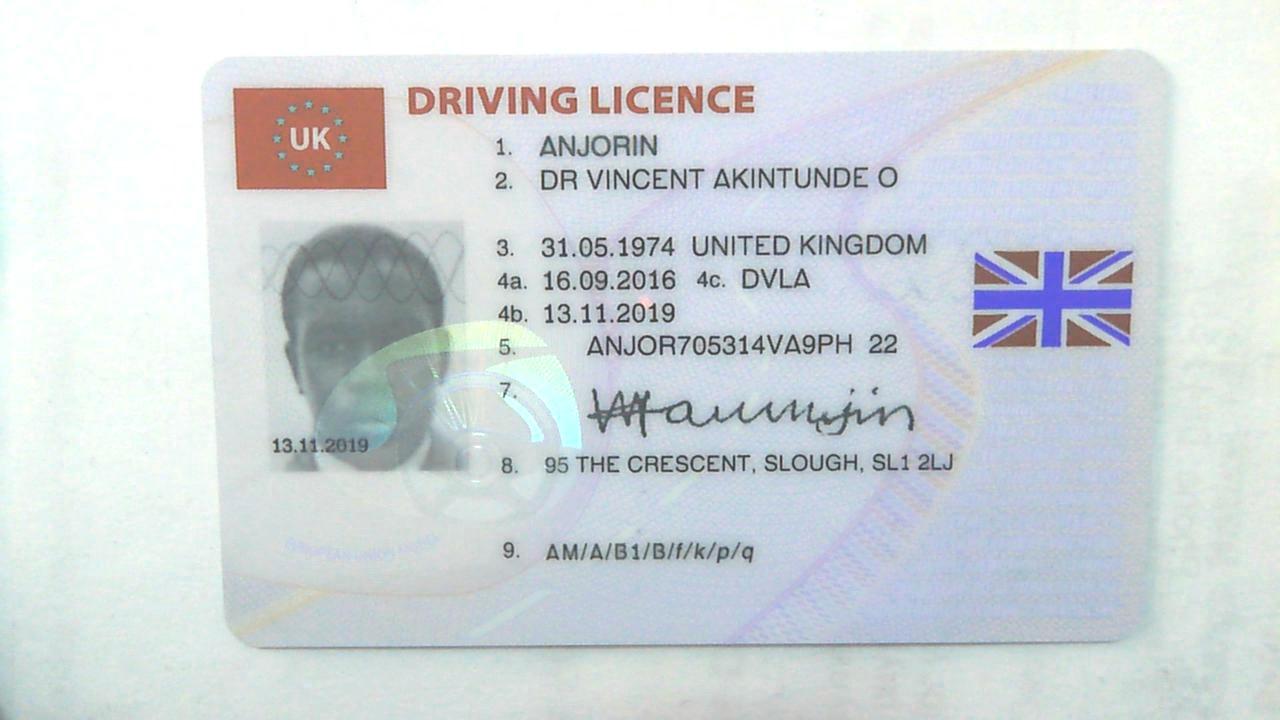 UK
DRIVING LICENCE
1. ANJORIN
2. DR VINCENT AKINTUNDE O
3. 31.05.1974 UNITED KINGDOM
4a. 16.09.2016 4c. DVLA
4b. 13.11.2019
5. ANJOR705314VA9PH 22
7.
13.11.2019
8. 95 THE CRESCENT, SLOUGH, SL1 2LJ
9. AM/A/B1/B/f/k/p/q
EUROPEAN UNION